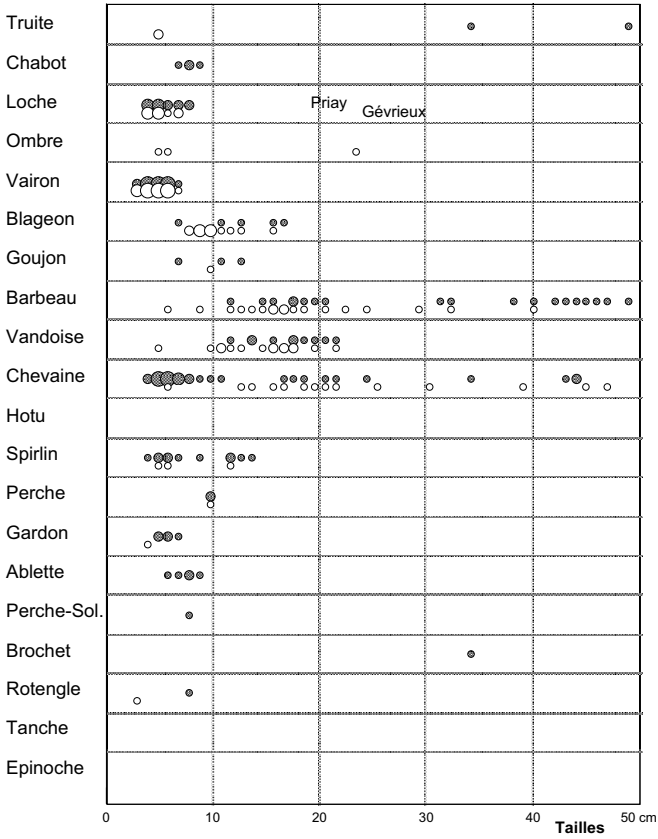 Truite
Chabot
Loche
Priay
Gévrieux
Ombre
Vairon
Blageon
Goujon
Barbeau
Vandoise
Chevaine
Hotu
Spirlin
Perche
Gardon
Ablette
Perche-Sol.
Brochet
Rotengle
Tanche
Epinoche
0 10 20 30 40 50 cm
Tailles